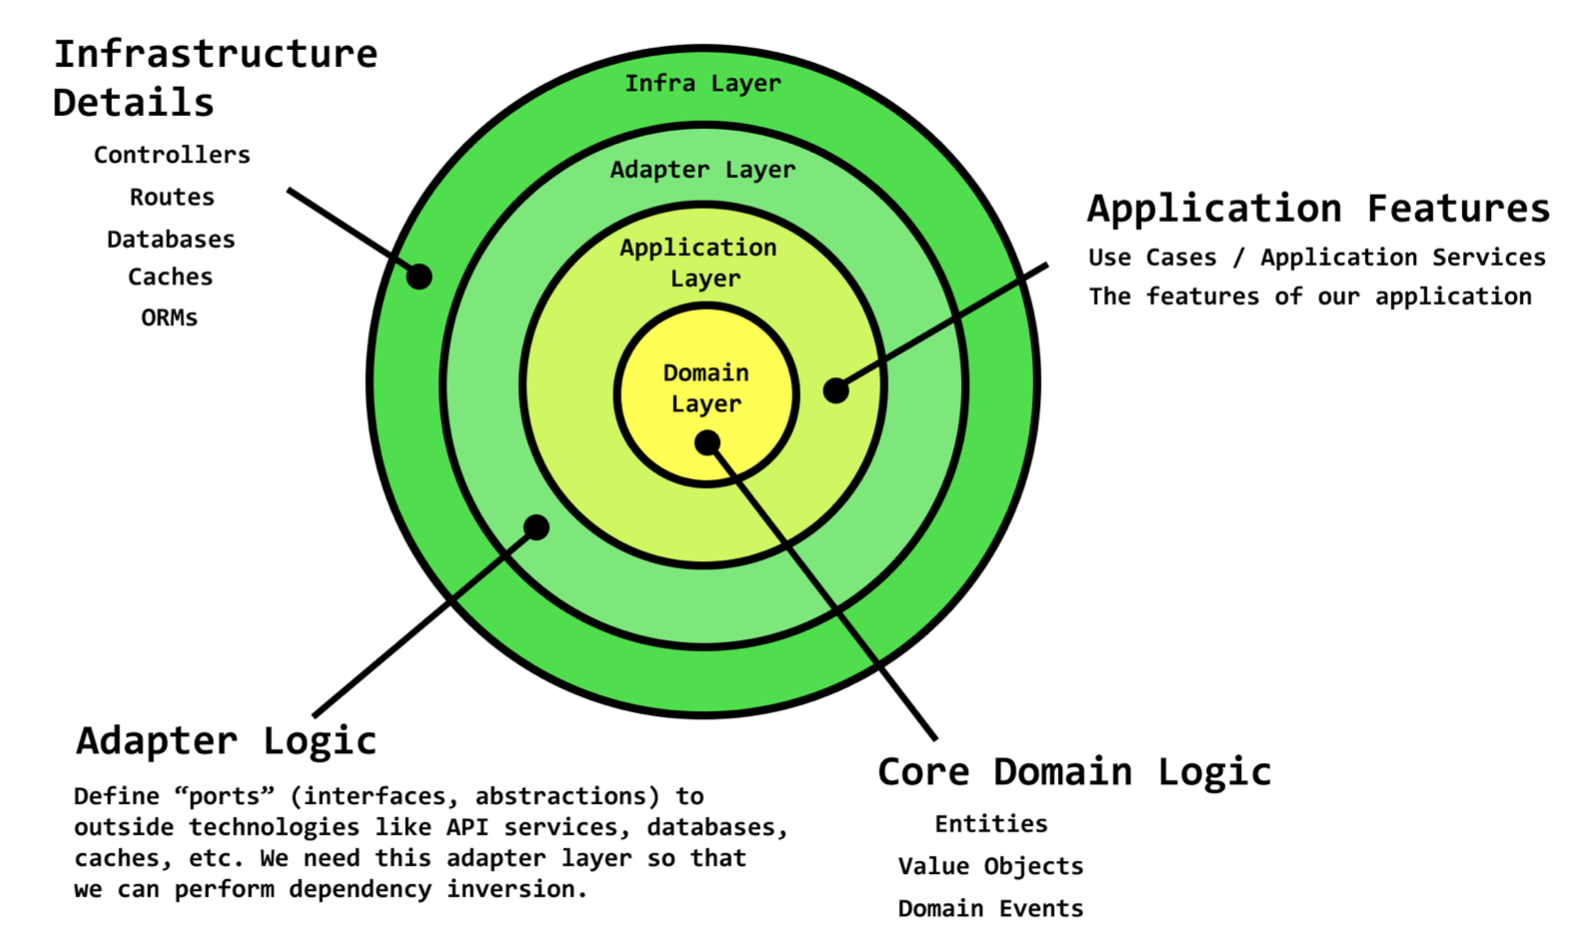 Infrastructure
Details
Controllers
Routes
Databases
Caches
ORMs
Infra Layer
Adapter Layer
Application
Layer
Domain
Layer
Application Features
Use Cases / Application Services
The features of our application
Adapter Logic
Define “ports” (interfaces, abstractions) to
outside technologies like API services, databases,
caches, etc. We need this adapter layer so that
we can perform dependency inversion.
Core Domain Logic
Entities
Value Objects
Domain Events